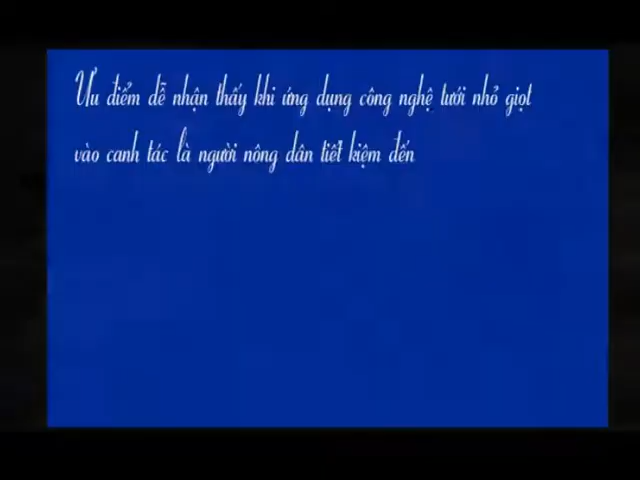 Ưu điểm dễ nhận thấy khi ứng dụng công nghệ tưới nhỏ giọt
vào canh tác là người nông dân tiết kiệm đến